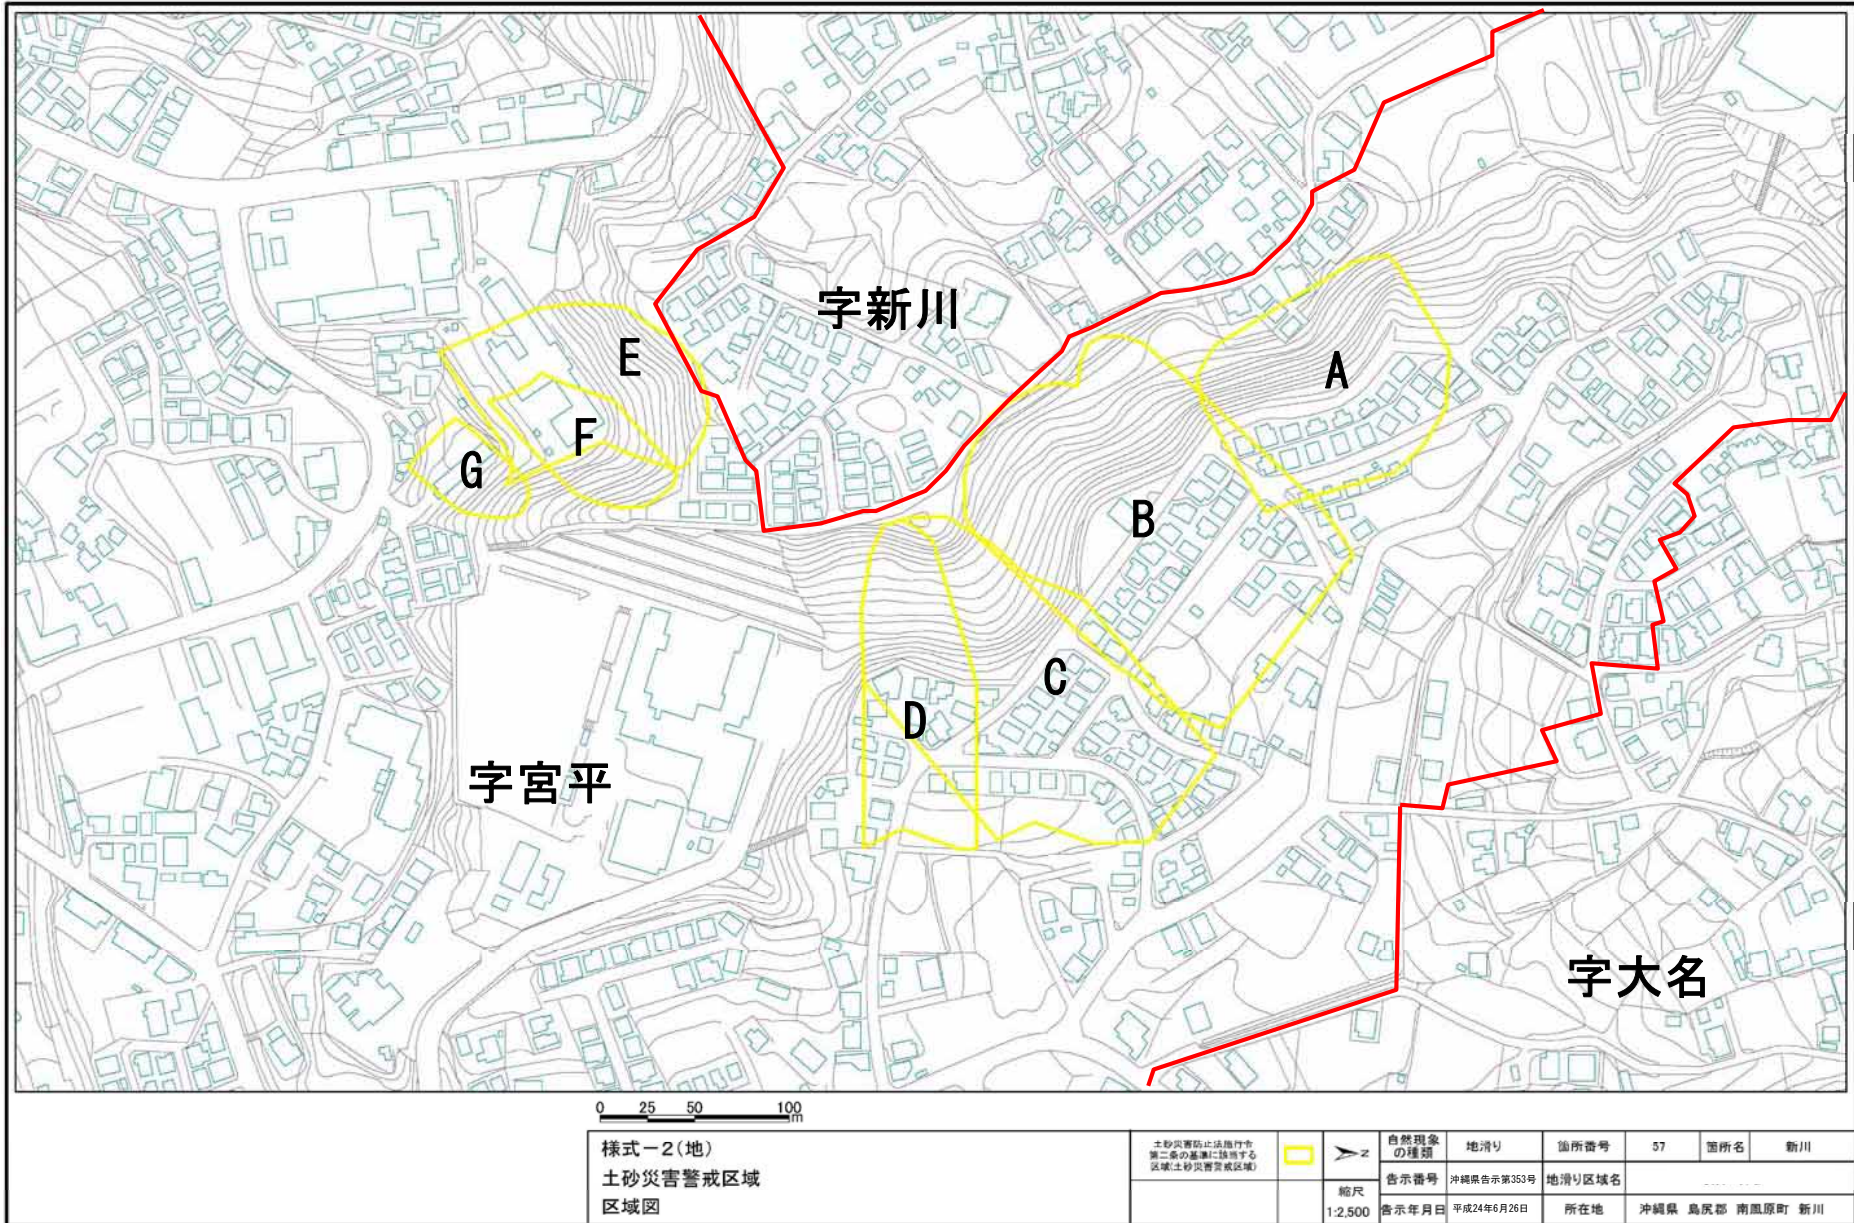 字新川
A
E
F
G
B
C
D
字宮平
字大名
0 25 50 100
m
様式－2(地)
土砂災害警戒区域
区域図
土砂災害防止法施行令
第二条の基準に該当する
区域(土砂災害警戒区域)
Z
縮尺
1:2,500
自然現象の種類 地滑り 箇所番号 57 箇所名 新川
告示番号 沖縄県告示第353号 地滑り区域名
告示年月日 平成24年6月26日 所在地 沖縄県 島尻郡 南風原町 新川